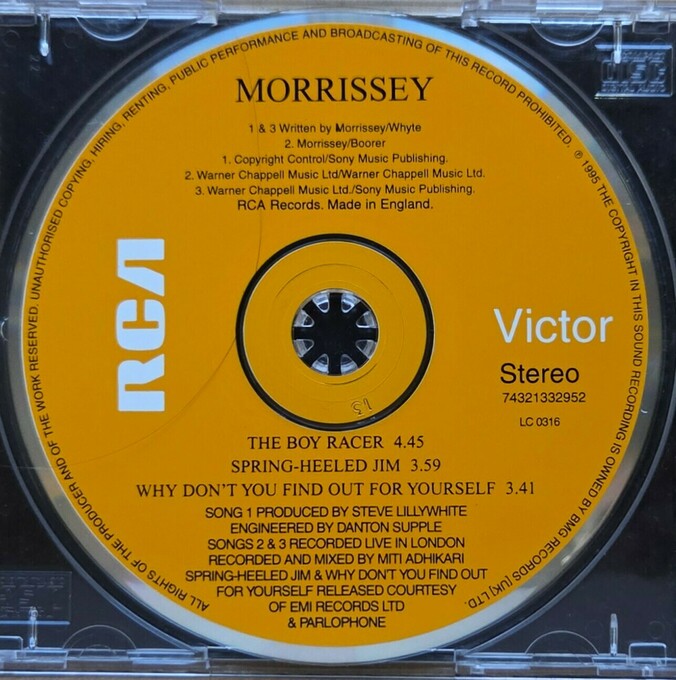 ALL RIGHTS OF THE PRODUCER AND OF THE WORK RESERVED. UNAUTHORISED COPYING, HIRING, RENTING, PUBLIC PERFORMANCE AND BROADCASTING OF THIS RECORD PROHIBITED. ℗ 1995 THE COPYRIGHT IN THIS SOUND RECORDING IS OWNED BY BMG RECORDS (UK) LTD.
MORRISSEY
1 & 3 Written by Morrissey/Whyte
2. Morrissey/Boorer
1. Copyright Control/Sony Music Publishing.
2. Warner Chappell Music Ltd/Warner Chappell Music Ltd.
3. Warner Chappell Music Ltd./Sony Music Publishing.
RCA Records. Made in England.
RCA
Victor
Stereo
74321332952
LC 0316
13
THE BOY RACER 4.45
SPRING-HEELED JIM 3.59
WHY DON'T YOU FIND OUT FOR YOURSELF 3.41
SONG 1 PRODUCED BY STEVE LILLYWHITE
ENGINEERED BY DANTON SUPPLE
SONGS 2 & 3 RECORDED LIVE IN LONDON
RECORDED AND MIXED BY MITI ADHIKARI
SPRING-HEELED JIM & WHY DON'T YOU FIND OUT
FOR YOURSELF RELEASED COURTESY
OF EMI RECORDS LTD
& PARLOPHONE